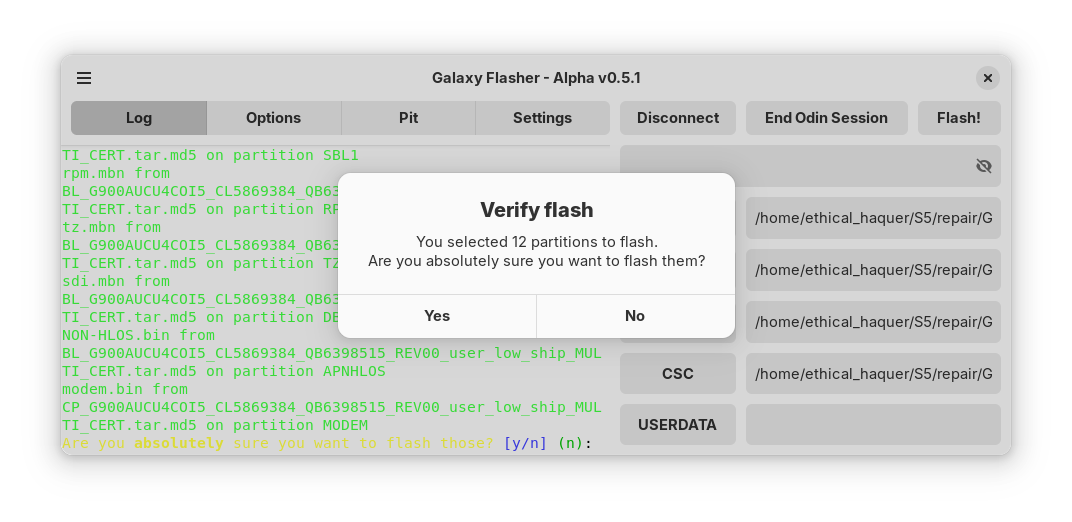 Galaxy Flasher - Alpha v0.5.1
Log Options Pit Settings Disconnect End Odin Session Flash!
TI_CERT.tar.md5 on partition SBL1
rpm.mbn from
BL_G900AUCU4COI5_CL5869384_QB63
TI_CERT.tar.md5 on partition RP
tz.mbn from
BL_G900AUCU4COI5_CL5869384_QB63
TI_CERT.tar.md5 on partition TZ
sdi.mbn from
BL_G900AUCU4COI5_CL5869384_QB63
TI_CERT.tar.md5 on partition DB
NON-HLOS.bin from
BL_G900AUCU4COI5_CL5869384_QB6398515_REV00_user_low_ship_MUL
TI_CERT.tar.md5 on partition APNHLOS
modem.bin from
CP_G900AUCU4COI5_CL5869384_QB6398515_REV00_user_low_ship_MUL
TI_CERT.tar.md5 on partition MODEM
Are you absolutely sure you want to flash those? [y/n] (n):
Verify flash
You selected 12 partitions to flash.
Are you absolutely sure you want to flash them?
Yes No
/home/ethical_haquer/S5/repair/G
/home/ethical_haquer/S5/repair/G
/home/ethical_haquer/S5/repair/G
CSC /home/ethical_haquer/S5/repair/G
USERDATA